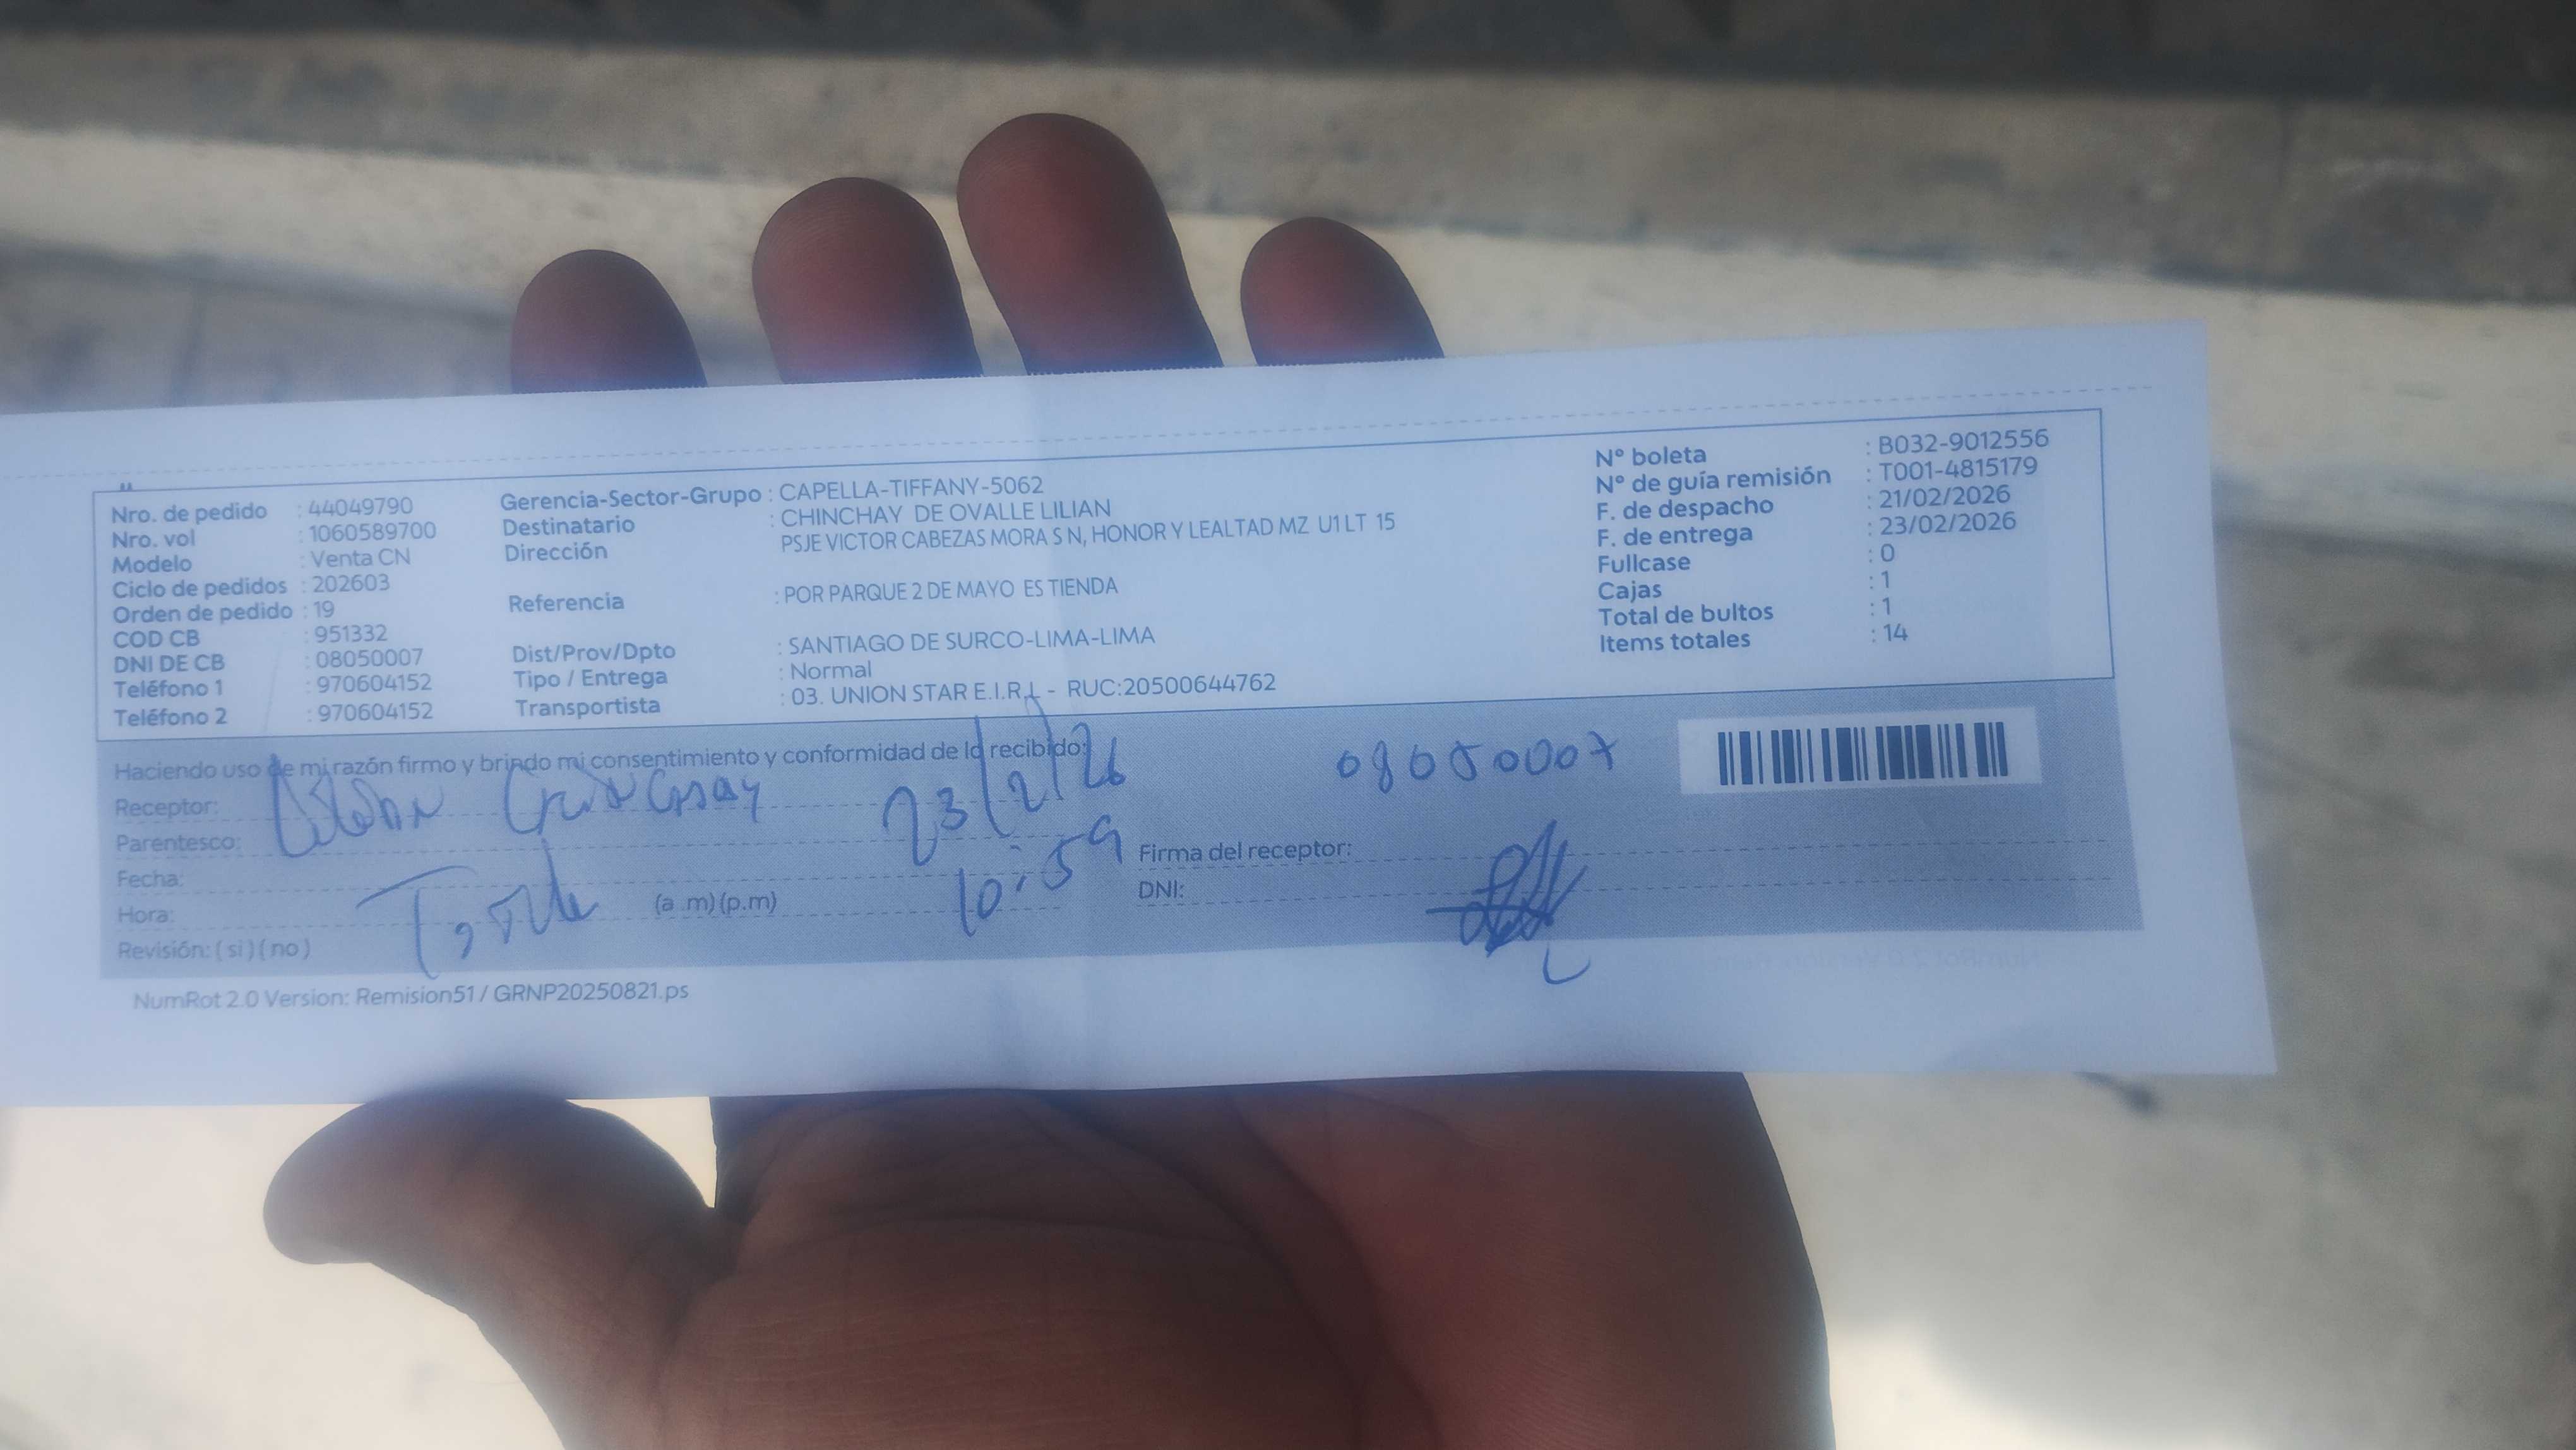 Nro. de pedido : 44049790
Nro. vol : 1060589700
Modelo : Venta CN
Ciclo de pedidos : 202603
Orden de pedido : 19
COD CB : 951332
DNI DE CB : 08050007
Teléfono 1 : 970604152
Teléfono 2 : 970604152
Gerencia-Sector-Grupo : CAPELLA-TIFFANY-5062
Destinatario : CHINCHAY DE OVALLE LILIAN
Dirección PSJE VICTOR CABEZAS MORA S N, HONOR Y LEALTAD MZ U1 LT 15
Referencia : POR PARQUE 2 DE MAYO ES TIENDA
Dist/Prov/Dpto : SANTIAGO DE SURCO-LIMA-LIMA
Tipo / Entrega : Normal
Transportista : 03. UNION STAR E.I.R.L - RUC:20500644762
N° boleta : B032-9012556
N° de guía remisión : T001-4815179
F. de despacho : 21/02/2026
F. de entrega : 23/02/2026
Fullcase : 0
Cajas : 1
Total de bultos : 1
Items totales : 14
Haciendo uso de mi razón firmo y brindo mi consentimiento y conformidad de lo recibido:
Receptor:
Parentesco:
Fecha:
Hora: (a .m) (p.m)
Revisión: ( si ) ( no )
23/2/26
10:59
08050007
Firma del receptor:
DNI:
NumRot 2.0 Version: Remision51 / GRNP20250821.ps